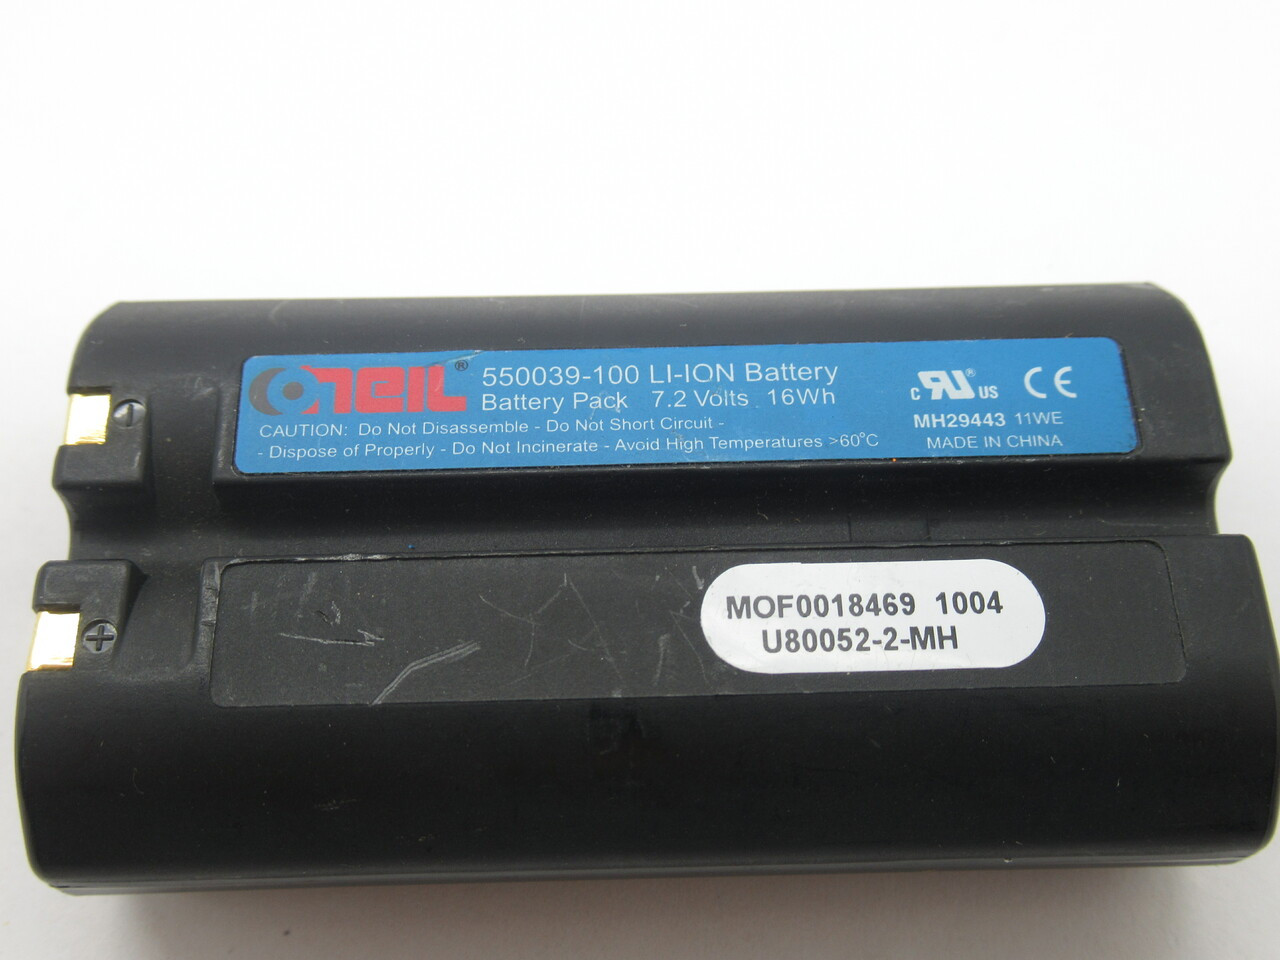 ONEIL® 550039-100 LI-ION Battery
Battery Pack 7.2 Volts 16Wh
CAUTION: Do Not Disassemble - Do Not Short Circuit -
- Dispose of Properly - Do Not Incinerate - Avoid High Temperatures >60°C
c RU® US CE
MH29443 11WE
MADE IN CHINA
-
+
MOF0018469 1004
U80052-2-MH